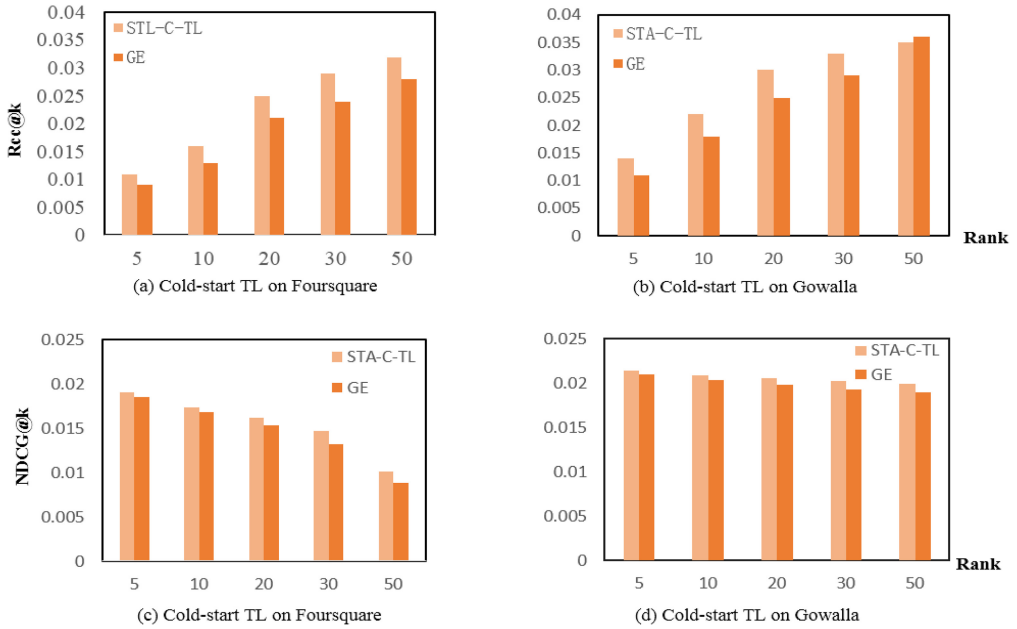 0.04
0.035
0.03
0.025
0.02
0.015
0.01
0.005
0
STL-C-TL
GE
Rec@k
5 10 20 30 50
(a) Cold-start TL on Foursquare
0.04
0.035
0.03
0.025
0.02
0.015
0.01
0.005
0
STA-C-TL
GE
5 10 20 30 50
Rank
(b) Cold-start TL on Gowalla
0.025
0.02
0.015
0.01
0.005
0
STA-C-TL
GE
NDCG@k
5 10 20 30 50
(c) Cold-start TL on Foursquare
0.025
0.02
0.015
0.01
0.005
0
STA-C-TL
GE
5 10 20 30 50
Rank
(d) Cold-start TL on Gowalla